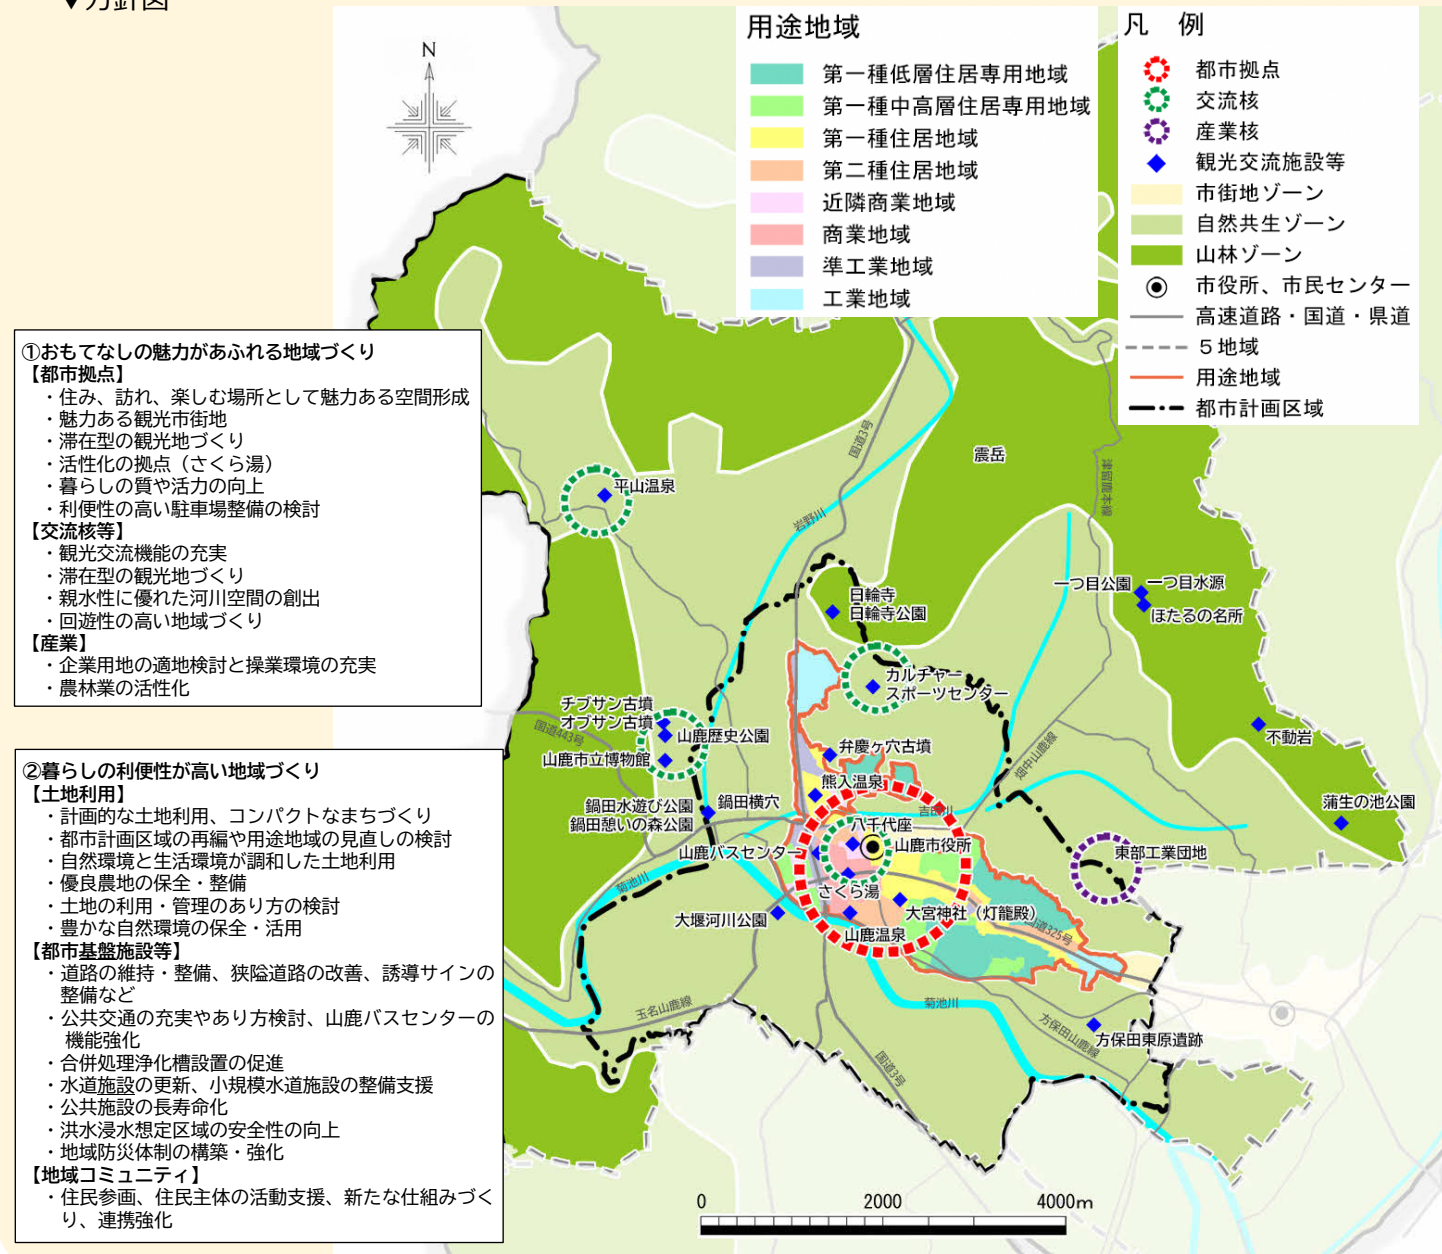 ▼方針図
N
用途地域
第一種低層住居専用地域
第一種中高層住居専用地域
第一種住居地域
第二種住居地域
近隣商業地域
商業地域
準工業地域
工業地域
凡　例
都市拠点
交流核
産業核
観光交流施設等
市街地ゾーン
自然共生ゾーン
山林ゾーン
市役所、市民センター
高速道路・国道・県道
５地域
用途地域
都市計画区域
①おもてなしの魅力があふれる地域づくり
【都市拠点】
・住み、訪れ、楽しむ場所として魅力ある空間形成
・魅力ある観光市街地
・滞在型の観光地づくり
・活性化の拠点（さくら湯）
・暮らしの質や活力の向上
・利便性の高い駐車場整備の検討
【交流核等】
・観光交流機能の充実
・滞在型の観光地づくり
・親水性に優れた河川空間の創出
・回遊性の高い地域づくり
【産業】
・企業用地の適地検討と操業環境の充実
・農林業の活性化
②暮らしの利便性が高い地域づくり
【土地利用】
・計画的な土地利用、コンパクトなまちづくり
・都市計画区域の再編や用途地域の見直しの検討
・自然環境と生活環境が調和した土地利用
・優良農地の保全・整備
・土地の利用・管理のあり方の検討
・豊かな自然環境の保全・活用
【都市基盤施設等】
・道路の維持・整備、狭隘道路の改善、誘導サインの
整備など
・公共交通の充実やあり方検討、山鹿バスセンターの
機能強化
・合併処理浄化槽設置の促進
・水道施設の更新、小規模水道施設の整備支援
・公共施設の長寿命化
・洪水浸水想定区域の安全性の向上
・地域防災体制の構築・強化
【地域コミュニティ】
・住民参画、住民主体の活動支援、新たな仕組みづく
り、連携強化
国道3号
震岳
津留鹿本線
平山温泉
岩野川
一つ目公園
一つ目水源
ほたるの名所
日輪寺
日輪寺公園
カルチャー
スポーツセンター
チブサン古墳
オブサン古墳
国道443号
山鹿歴史公園
山鹿市立博物館
弁慶ヶ穴古墳
不動岩
畑中山鹿線
熊入温泉
鍋田水遊び公園
鍋田横穴
鍋田憩いの森公園
吉田川
蒲生の池公園
八千代座
山鹿市役所
山鹿バスセンター
東部工業団地
菊池川
さくら湯
大宮神社（灯籠殿）
大堰河川公園
山鹿温泉
国道325号
玉名山鹿線
菊池川
方保田山鹿線
方保田東原遺跡
国道3号
0
2000
4000m